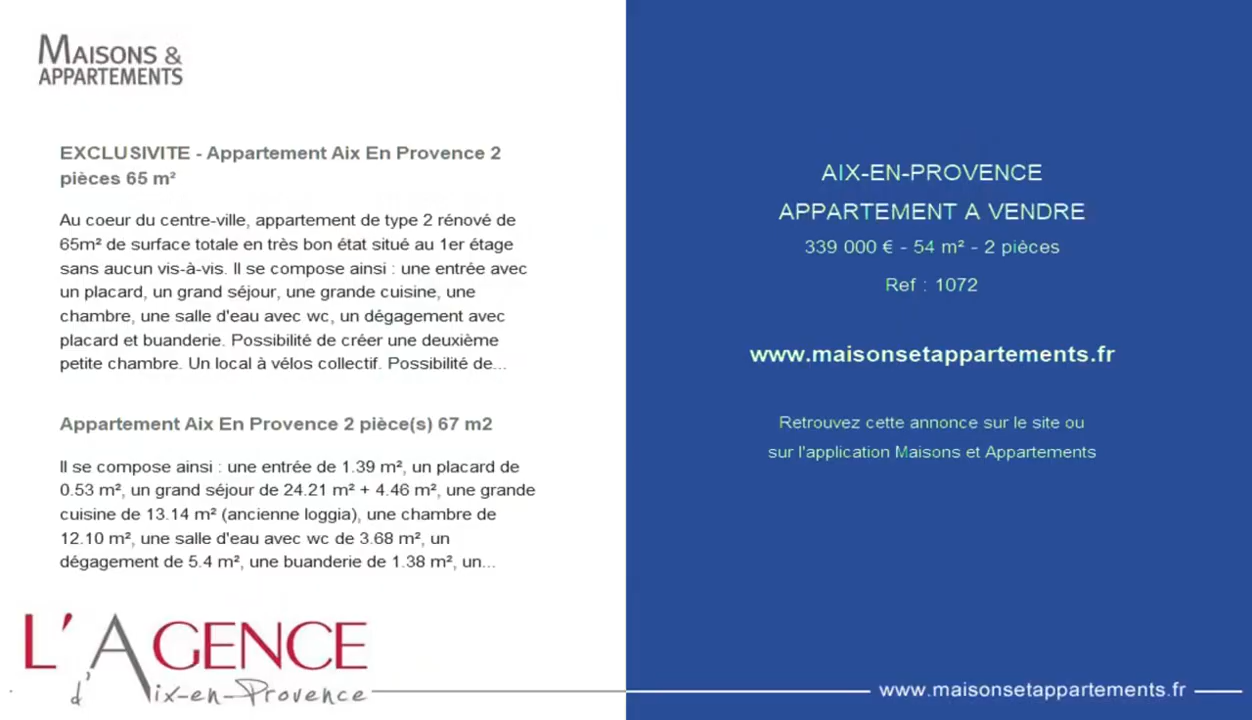 MAISONS &
APPARTEMENTS
EXCLUSIVITE - Appartement Aix En Provence 2
pièces 65 m²
Au coeur du centre-ville, appartement de type 2 rénové de
65m² de surface totale en très bon état situé au 1er étage
sans aucun vis-à-vis. Il se compose ainsi : une entrée avec
un placard, un grand séjour, une grande cuisine, une
chambre, une salle d'eau avec wc, un dégagement avec
placard et buanderie. Possibilité de créer une deuxième
petite chambre. Un local à vélos collectif. Possibilité de...
Appartement Aix En Provence 2 pièce(s) 67 m2
Il se compose ainsi : une entrée de 1.39 m², un placard de
0.53 m², un grand séjour de 24.21 m² + 4.46 m², une grande
cuisine de 13.14 m² (ancienne loggia), une chambre de
12.10 m², une salle d'eau avec wc de 3.68 m², un
dégagement de 5.4 m², une buanderie de 1.38 m², un...
L'AGENCE
d'Aix-en-Provence
AIX-EN-PROVENCE
APPARTEMENT A VENDRE
339 000 € - 54 m² - 2 pièces
Ref : 1072
www.maisonsetappartements.fr
Retrouvez cette annonce sur le site ou
sur l'application Maisons et Appartements
www.maisonsetappartements.fr